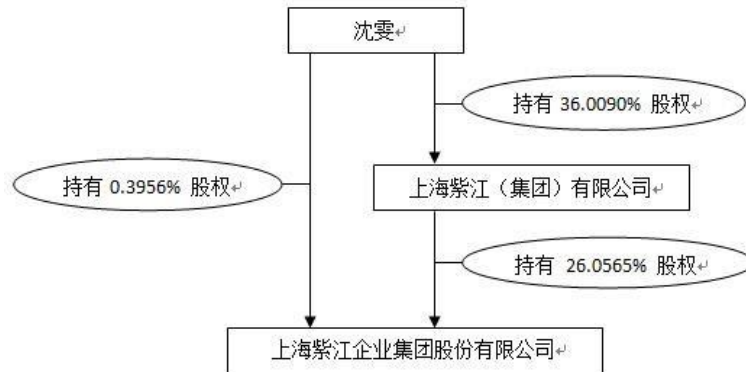 沈雯
持有 36.0090% 股权
持有 0.3956% 股权
上海紫江（集团）有限公司
持有 26.0565% 股权
上海紫江企业集团股份有限公司